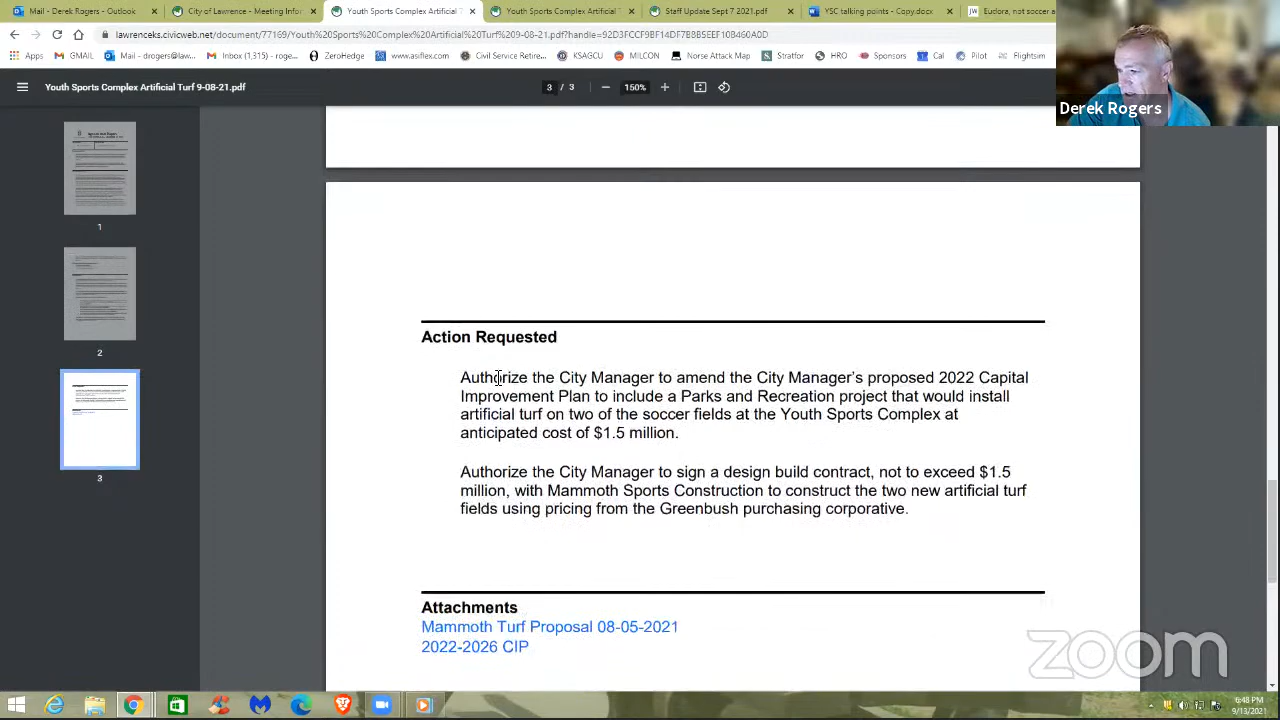 Mail - Derek Rogers - Outlook
City of Lawrence - Meeting Infor
Youth Sports Complex Artificial T
Youth Sports Complex Artificial T
Staff Update Sept 7 2021.pdf
YSC talking points - Copy.docx
Eudora, not soccer a
lawrenceks.civicweb.net/document/77169/Youth%20Sports%20Complex%20Artificial%20Turf%209-08-21.pdf?handle=92D3FCCF9BF14DF7BB5EEF10B460A0D
Apps
GMAIL
Mail - drogers@law...
Inbox (1,315) - roge...
ZeroHedge
www.asiflex.com
Civil Service Retire...
KSAGCU
MILCON
Norse Attack Map
Stratfor
HRO
Sponsors
Cal
Pilot
Flightsim
Youth Sports Complex Artificial Turf 9-08-21.pdf
3 / 3
150%
Derek Rogers
1
2
3
Action Requested
Authorize the City Manager to amend the City Manager's proposed 2022 Capital
Improvement Plan to include a Parks and Recreation project that would install
artificial turf on two of the soccer fields at the Youth Sports Complex at
anticipated cost of $1.5 million.
Authorize the City Manager to sign a design build contract, not to exceed $1.5
million, with Mammoth Sports Construction to construct the two new artificial turf
fields using pricing from the Greenbush purchasing corporative.
Attachments
Mammoth Turf Proposal 08-05-2021
2022-2026 CIP
zoom
6:48 PM
9/13/2021